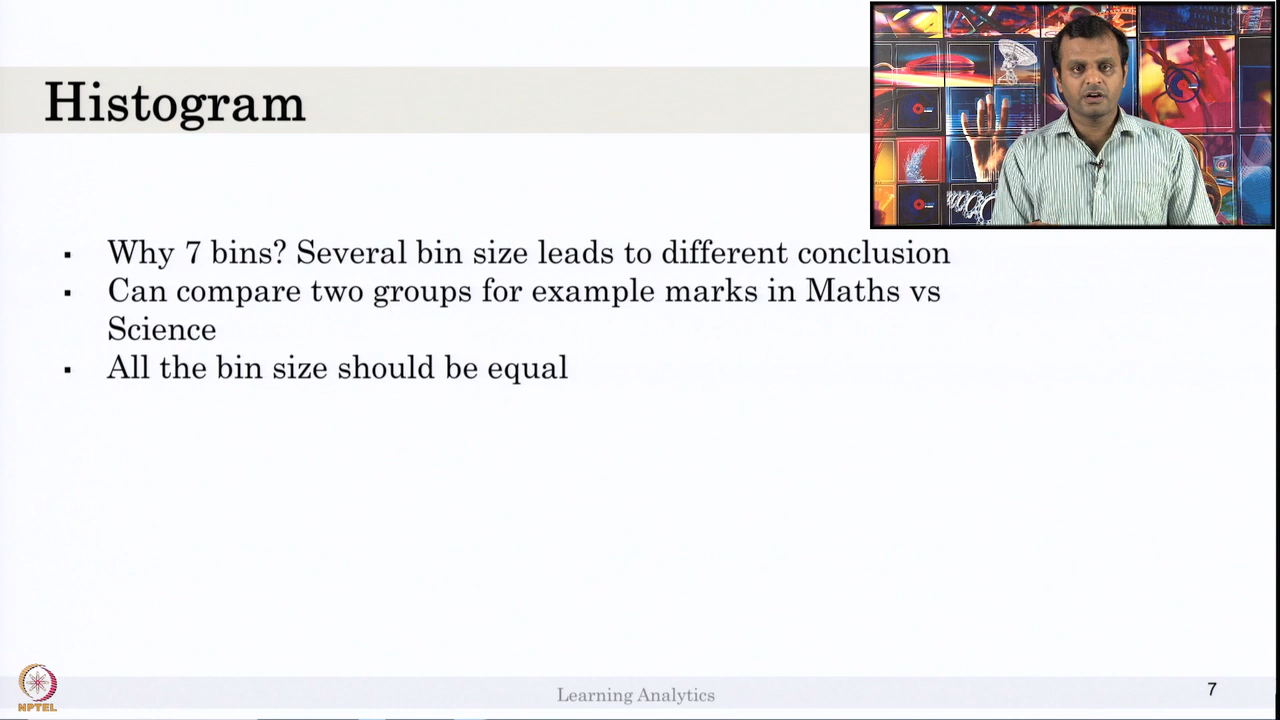 Histogram
▪ Why 7 bins? Several bin size leads to different conclusion
▪ Can compare two groups for example marks in Maths vs
Science
▪ All the bin size should be equal
NPTEL
Learning Analytics
7